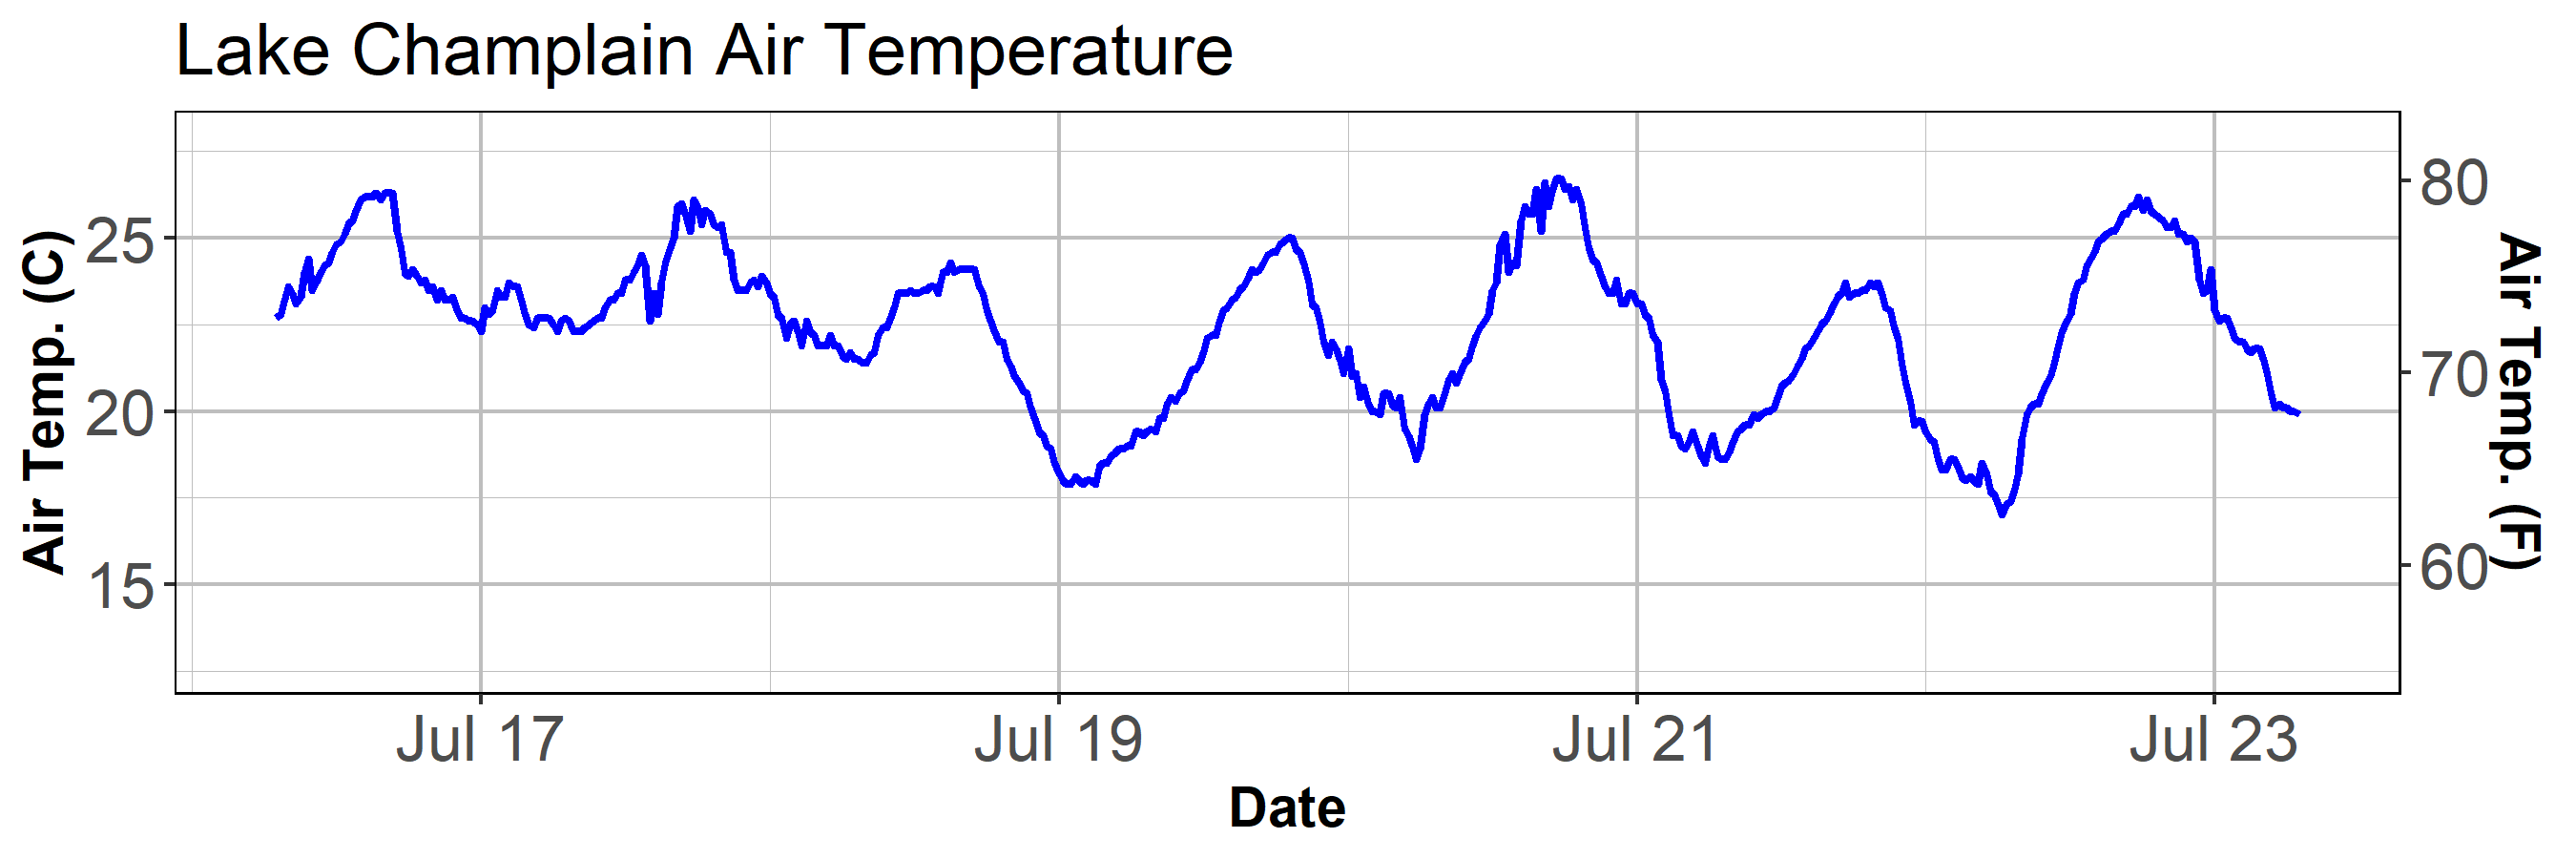 Lake Champlain Air Temperature
Air Temp. (C)
25
20
15
80
70
60
Air Temp. (F)
Jul 17 Jul 19 Jul 21 Jul 23
Date